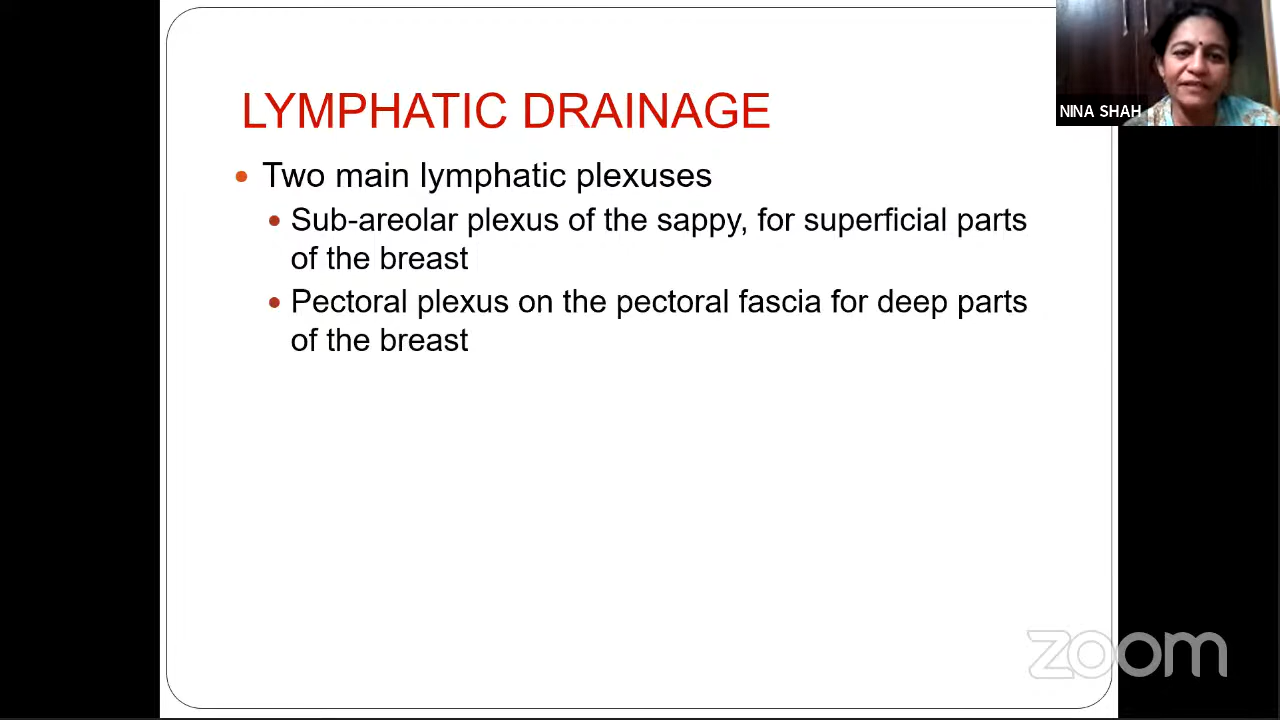 LYMPHATIC DRAINAGE
Two main lymphatic plexuses
Sub-areolar plexus of the sappy, for superficial parts
of the breast
Pectoral plexus on the pectoral fascia for deep parts
of the breast
NINA SHAH
zoom